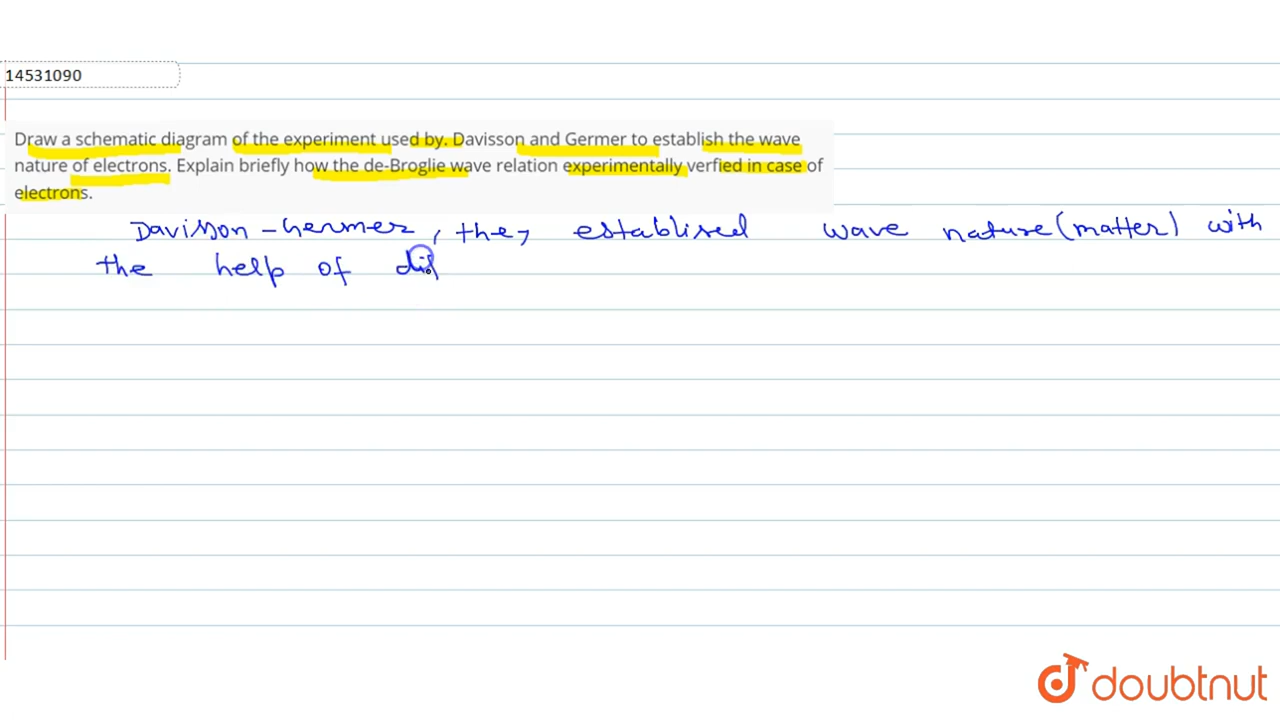 14531090
Draw a schematic diagram of the experiment used by. Davisson and Germer to establish the wave
nature of electrons. Explain briefly how the de-Broglie wave relation experimentally verfied in case of
electrons.
Davisson - hermer, they establised wave nature (matter) with
the help of dif
doubtnut